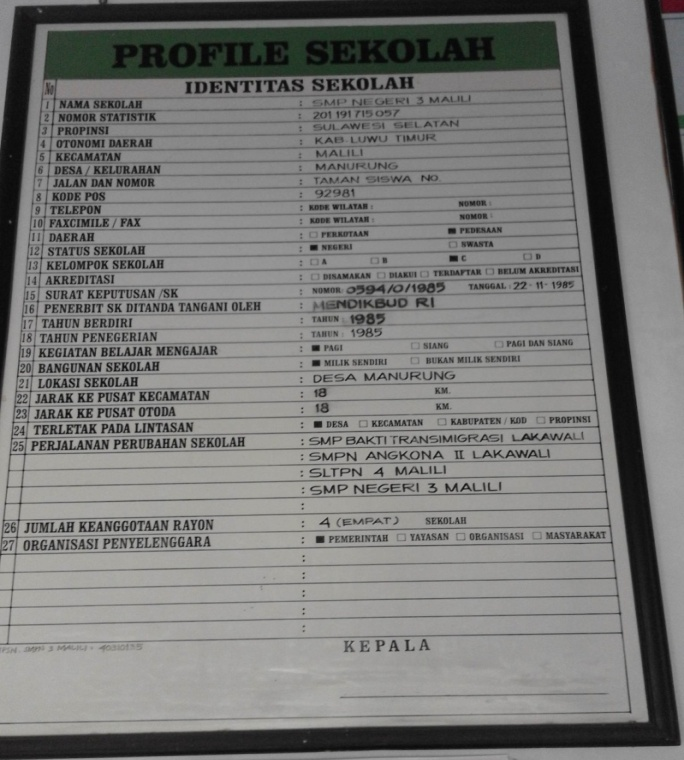 PROFILE SEKOLAH
No IDENTITAS SEKOLAH
1 NAMA SEKOLAH : SMP NEGERI 3 MALILI
2 NOMOR STATISTIK : 201191715057
3 PROPINSI : SULAWESI SELATAN
4 OTONOMI DAERAH : KAB. LUWU TIMUR
5 KECAMATAN : MALILI
6 DESA / KELURAHAN : MANURUNG
7 JALAN DAN NOMOR : TAMAN SISWA NO.
8 KODE POS : 92981
9 TELEPON : KODE WILAYAH : NOMOR :
10 FAXCIMILE / FAX : KODE WILAYAH : NOMOR :
11 DAERAH : □ PERKOTAAN ■ PEDESAAN
12 STATUS SEKOLAH : ■ NEGERI □ SWASTA
13 KELOMPOK SEKOLAH : □ A □ B ■ C □ D
14 AKREDITASI : □ DISAMAKAN □ DIAKUI □ TERDAFTAR □ BELUM AKREDITASI
15 SURAT KEPUTUSAN /SK : NOMOR: 0594/0/1985 TANGGAL : 22-11-1985
16 PENERBIT SK DITANDA TANGANI OLEH : MENDIKBUD RI
17 TAHUN BERDIRI : TAHUN : 1985
18 TAHUN PENEGERIAN : TAHUN : 1985
19 KEGIATAN BELAJAR MENGAJAR : ■ PAGI □ SIANG □ PAGI DAN SIANG
20 BANGUNAN SEKOLAH : ■ MILIK SENDIRI □ BUKAN MILIK SENDIRI
21 LOKASI SEKOLAH : DESA MANURUNG
22 JARAK KE PUSAT KECAMATAN : 18 KM.
23 JARAK KE PUSAT OTODA : 18 KM.
24 TERLETAK PADA LINTASAN : ■ DESA □ KECAMATAN □ KABUPATEN / KOD □ PROPINSI
25 PERJALANAN PERUBAHAN SEKOLAH : SMP BAKTI TRANSIMIGRASI LAKAWALI
: SMPN ANGKONA II LAKAWALI
: SLTPN 4 MALILI
: SMP NEGERI 3 MALILI
:
26 JUMLAH KEANGGOTAAN RAYON : 4 (EMPAT) SEKOLAH
27 ORGANISASI PENYELENGGARA : ■ PEMERINTAH □ YAYASAN □ ORGANISASI □ MASYARAKAT
:
:
:
:
:
3 MALILI :
KEPALA